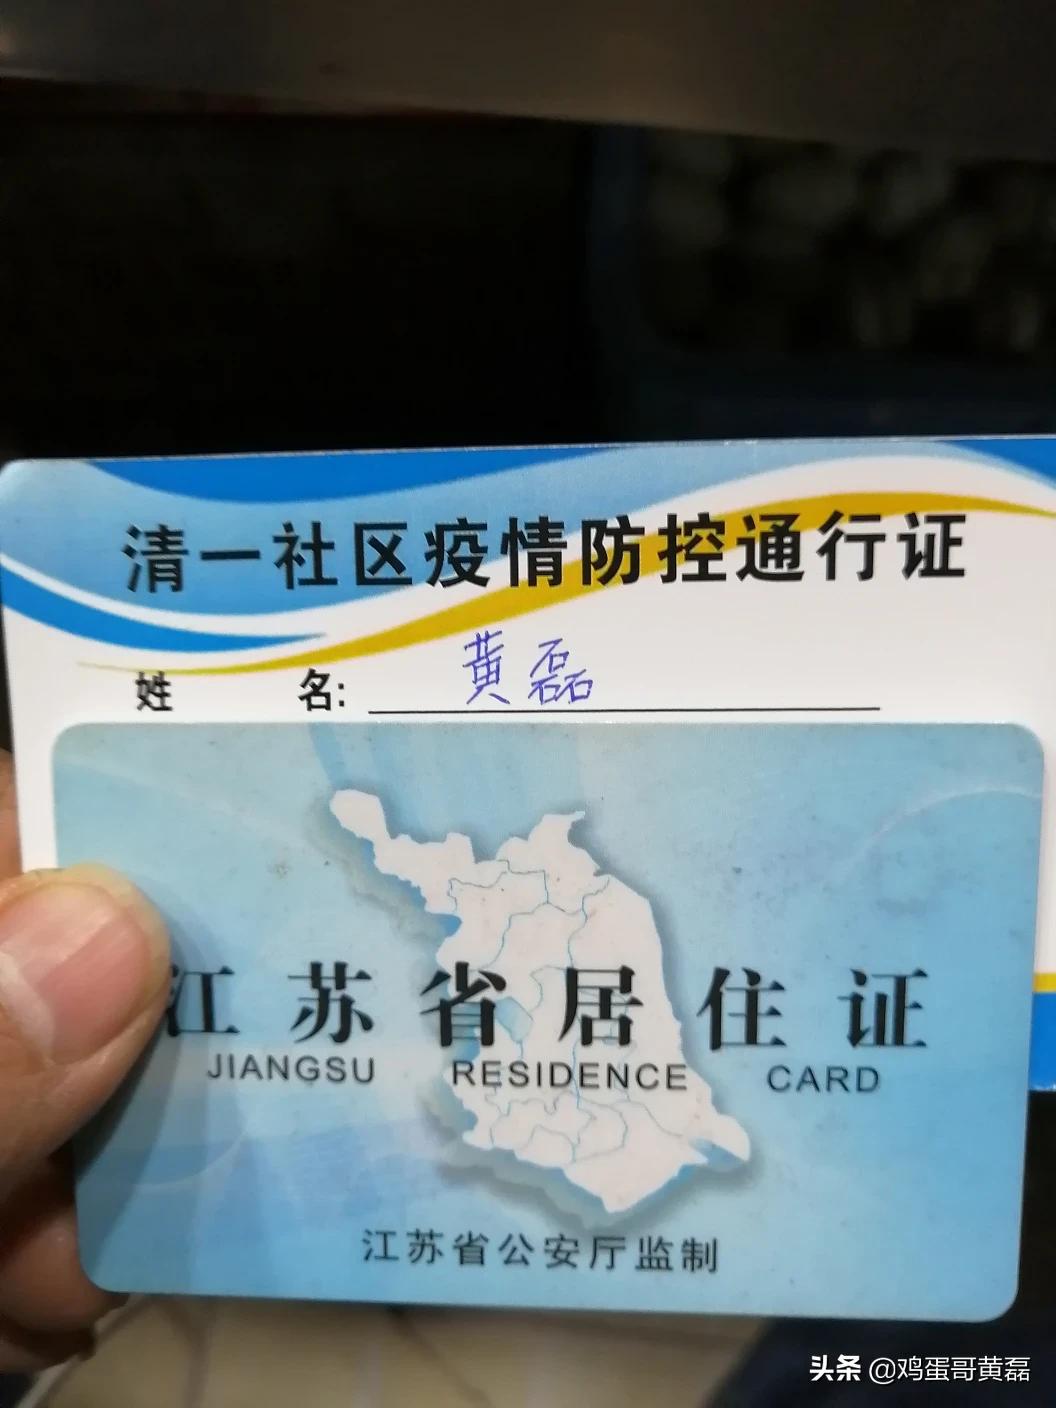 清一社区疫情防控通行证
姓 名: 黄磊
江苏省居住证
JIANGSU RESIDENCE CARD
江苏省公安厅监制
头条 @鸡蛋哥黄磊